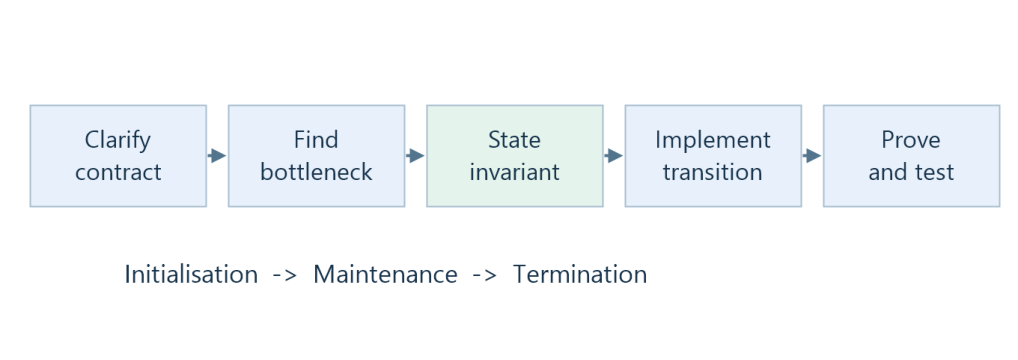 Clarify
contract
Find
bottleneck
State
invariant
Implement
transition
Prove
and test
Initialisation -> Maintenance -> Termination